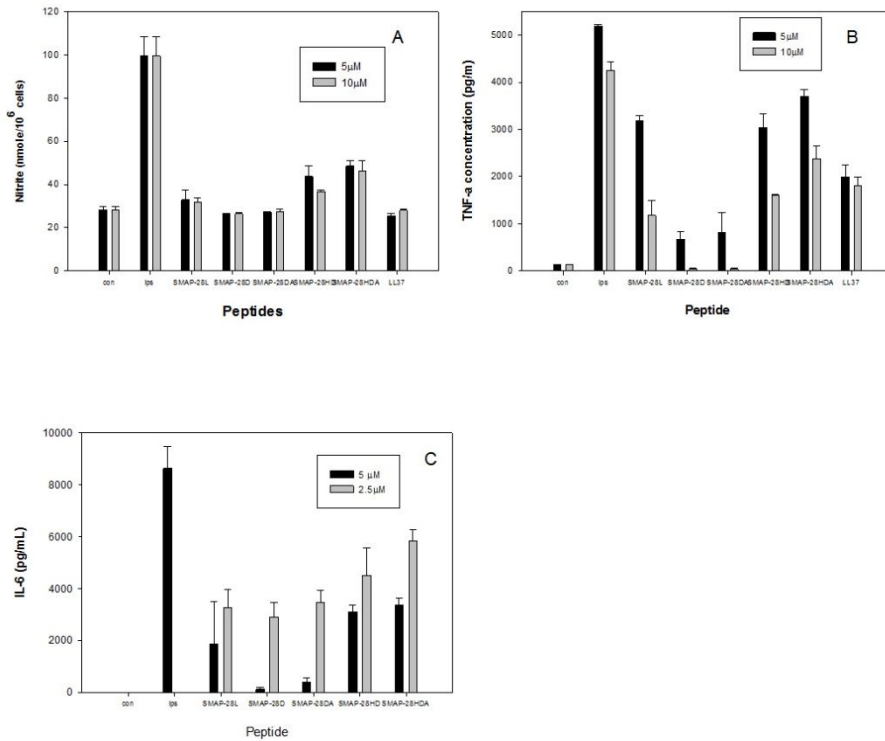 A
5µM
10µM
Nitrite (nmole/10⁶ cells)
120
100
80
60
40
20
0
con
lps
SMAP-28L
SMAP-28D
SMAP-28DA
SMAP-28HD
SMAP-28HDA
LL37
Peptides
B
5µM
10µM
TNF-a concentration (pg/m)
5000
4000
3000
2000
1000
0
con
lps
SMAP-28L
SMAP-28D
SMAP-28DA
SMAP-28HD
SMAP-28HDA
LL37
Peptide
C
5 µM
2.5µM
IL-6 (pg/mL)
10000
8000
6000
4000
2000
0
con
lps
SMAP-28L
SMAP-28D
SMAP-28DA
SMAP-28HD
SMAP-28HDA
Peptide